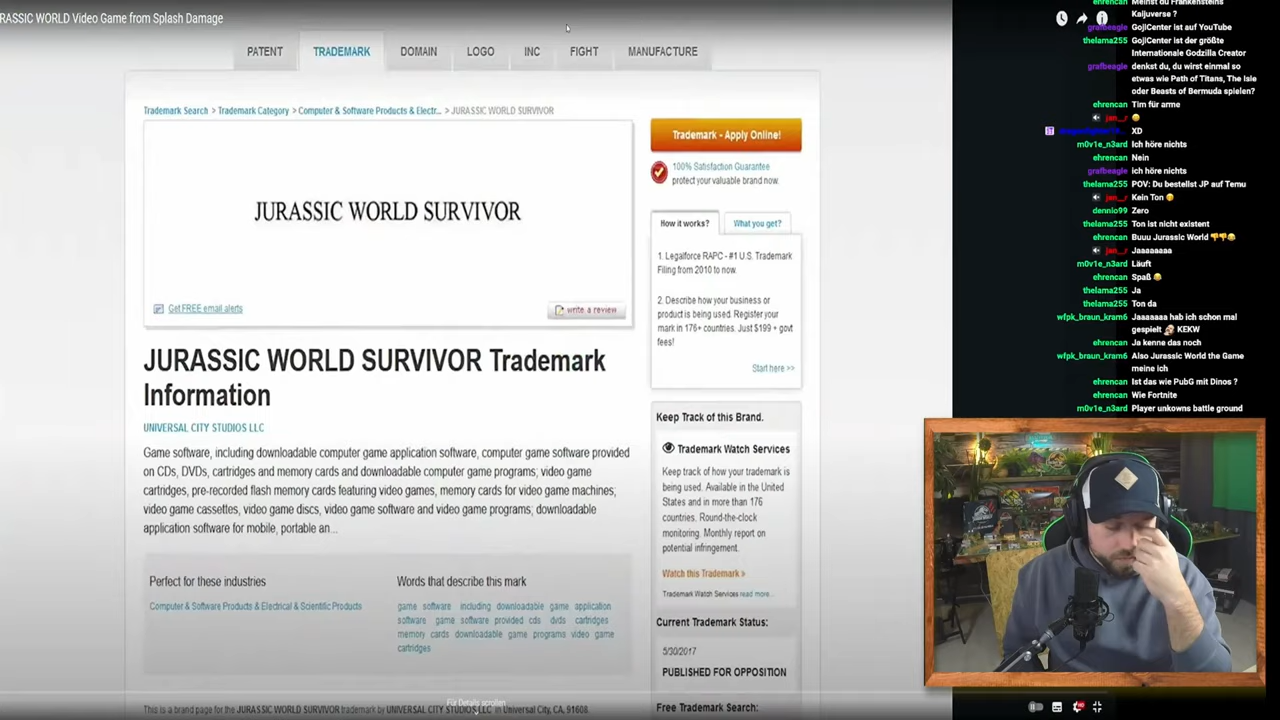 RASSIC WORLD Video Game from Splash Damage
PATENT
TRADEMARK
DOMAIN
LOGO
INC
FIGHT
MANUFACTURE
Trademark Search > Trademark Category > Computer & Software Products & Electr... > JURASSIC WORLD SURVIVOR
JURASSIC WORLD SURVIVOR
Get FREE email alerts
write a review
JURASSIC WORLD SURVIVOR Trademark
Information
UNIVERSAL CITY STUDIOS LLC
Game software, including downloadable computer game application software, computer game software provided
on CDs, DVDs, cartridges and memory cards and downloadable computer game programs; video game
cartridges, pre-recorded flash memory cards featuring video games, memory cards for video game machines;
video game cassettes, video game discs, video game software and video game programs; downloadable
application software for mobile, portable an...
Perfect for these industries
Computer & Software Products & Electrical & Scientific Products
Words that describe this mark
game software including downloadable game application
software game software provided cds dvds cartridges
memory cards downloadable game programs video game
cartridges
Für Details scrollen
This is a brand page for the JURASSIC WORLD SURVIVOR trademark by UNIVERSAL CITY STUDIOS LLC in Universal City, CA, 91608.
Trademark - Apply Online!
100% Satisfaction Guarantee
protect your valuable brand now.
How it works?
What you get?
1. Legalforce RAPC - #1 U.S. Trademark
Filing from 2010 to now.
2. Describe how your business or
product is being used. Register your
mark in 176+ countries. Just $199 + govt
fees!
Start here >>
Keep Track of this Brand.
Trademark Watch Services
Keep track of how your trademark is
being used. Available in the United
States and in more than 176
countries. Round-the-clock
monitoring. Monthly report on
potential infringement.
Watch this Trademark »
Trademark Watch Services read more...
Current Trademark Status:
5/30/2017
PUBLISHED FOR OPPOSITION
Free Trademark Search:
ehrencan Meinst du Frankensteins
Kaijuverse ?
grafbeagle GojiCenter ist auf YouTube
thelama255 GojiCenter ist der größte
Internationale Godzilla Creator
grafbeagle denkst du, du wirst einmal so
etwas wie Path of Titans, The Isle
oder Beasts of Bermuda spielen?
ehrencan Tim für arme
jan__r
XD
m0v1e_n3ard Ich höre nichts
ehrencan Nein
grafbeagle ich höre nichts
thelama255 POV: Du bestellst JP auf Temu
jan__r Kein Ton
dennio99 Zero
thelama255 Ton ist nicht existent
ehrencan Buuu Jurassic World
jan__r Jaaaaaaaa
m0v1e_n3ard Läuft
ehrencan Spaß
thelama255 Ja
thelama255 Ton da
wfpk_braun_kram6 Jaaaaaaa hab ich schon mal
gespielt KEKW
ehrencan Ja kenne das noch
wfpk_braun_kram6 Also Jurassic World the Game
meine ich
ehrencan Ist das wie PubG mit Dinos ?
ehrencan Wie Fortnite
m0v1e_n3ard Player unkowns battle ground